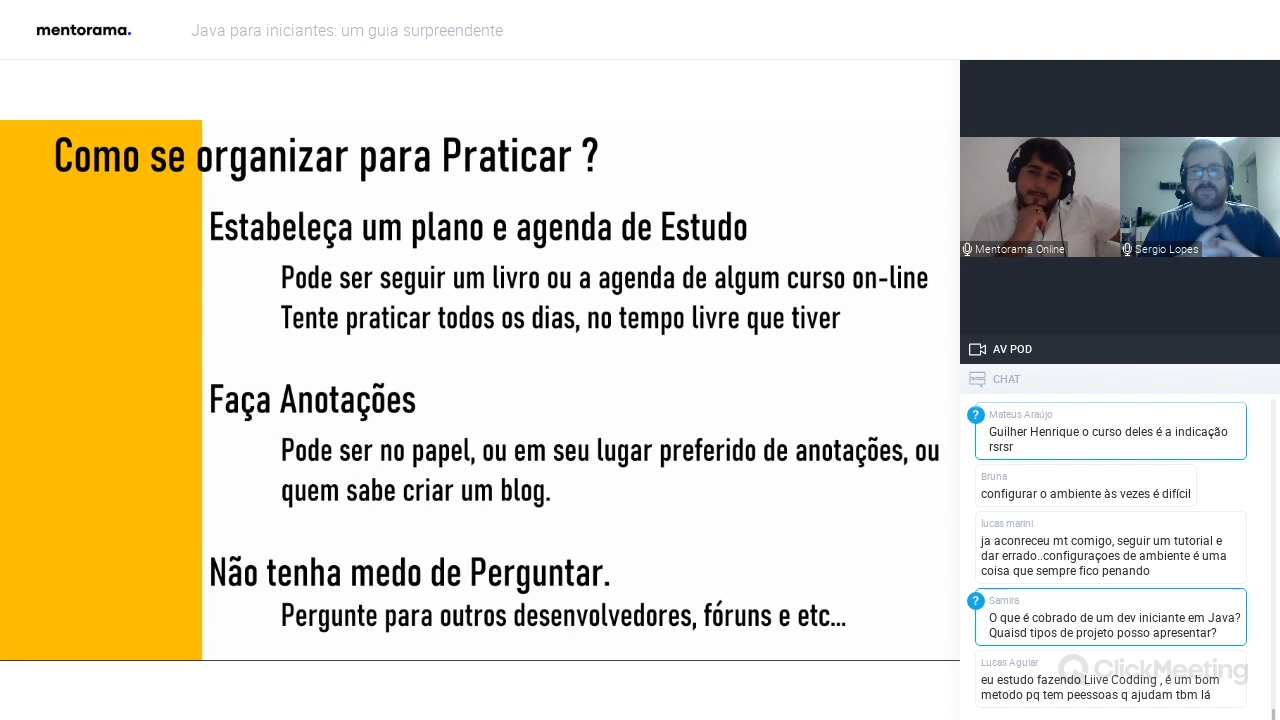 mentorama.
Java para iniciantes: um guia surpreendente
Como se organizar para Praticar ?
Estabeleça um plano e agenda de Estudo
Pode ser seguir um livro ou a agenda de algum curso on-line
Tente praticar todos os dias, no tempo livre que tiver
Faça Anotações
Pode ser no papel, ou em seu lugar preferido de anotações, ou
quem sabe criar um blog.
Não tenha medo de Perguntar.
Pergunte para outros desenvolvedores, fóruns e etc...
Mentorama Online
Sergio Lopes
AV POD
CHAT
?
Mateus Araújo
Guilher Henrique o curso deles é a indicação
rsrsr
Bruna
configurar o ambiente às vezes é difícil
lucas marini
ja aconreceu mt comigo, seguir um tutorial e
dar errado..configuraçoes de ambiente é uma
coisa que sempre fico penando
?
Samira
O que é cobrado de um dev iniciante em Java?
Quaisd tipos de projeto posso apresentar?
Lucas Aguiar
eu estudo fazendo Liive Codding , é um bom
metodo pq tem peessoas q ajudam tbm lá
ClickMeeting